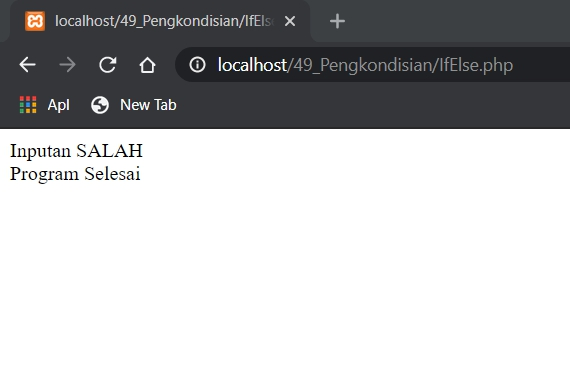 localhost/49_Pengkondisian/IfEls
localhost/49_Pengkondisian/IfElse.php
Apl
New Tab
Inputan SALAH
Program Selesai